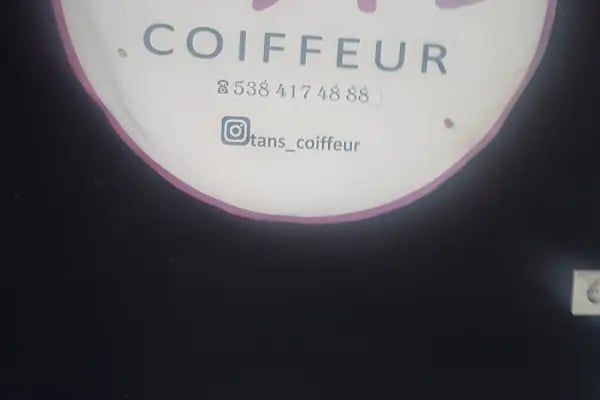 COIFFEUR
☎538 417 48 88
tans_coiffeur